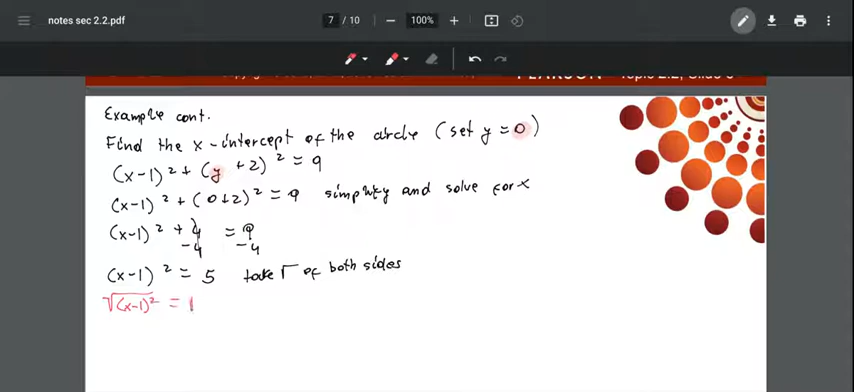 notes sec 2.2.pdf
7 / 10
100%
PEARSON
Example cont.
Find the x-intercept of the circle (set y = 0)
(x-1)² + (y + 2)² = 9
(x-1)² + (0+2)² = 9 simplify and solve for x
(x-1)² + 4 = 9
-4 -4
(x-1)² = 5 take √ of both sides
√(x-1)² =